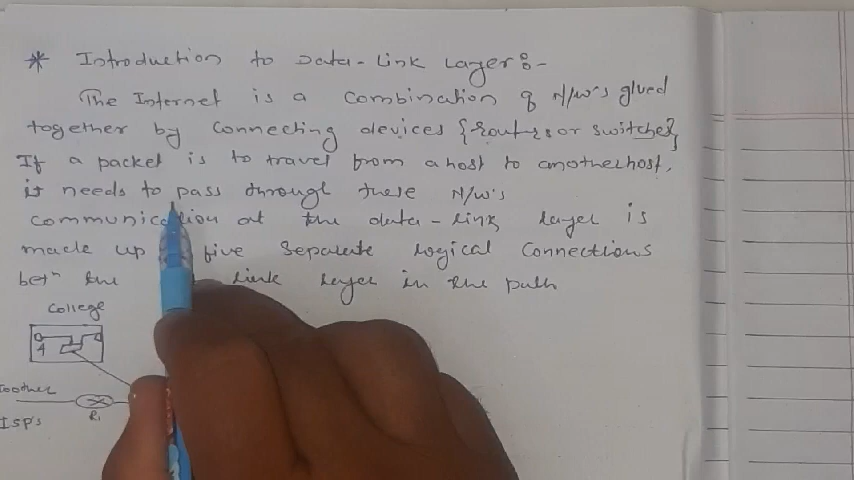 * Introduction to Data-Link Layer:-
The Internet is a combination of N/W's glued
together by connecting devices {routers or switches}
If a packet is to travel from a host to another host,
it needs to pass through these N/W's
communication at the data-link layer is
made up five separate logical connections
betn the link layer in the path
College
To other
R1
ISP's